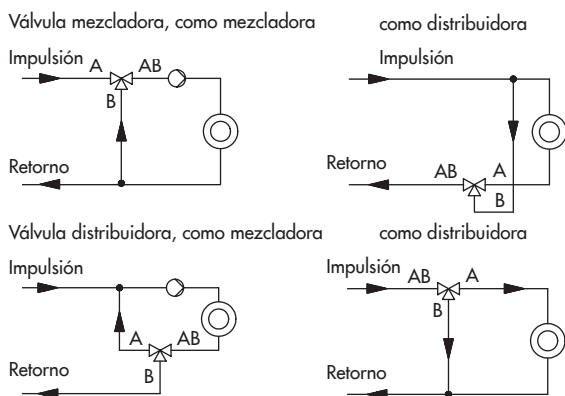 Válvula mezcladora, como mezcladora
como distribuidora
Impulsión
A
AB
B
Retorno
Impulsión
Retorno
AB
A
B
Válvula distribuidora, como mezcladora
como distribuidora
Impulsión
A
AB
B
Retorno
Impulsión
AB
A
B
Retorno